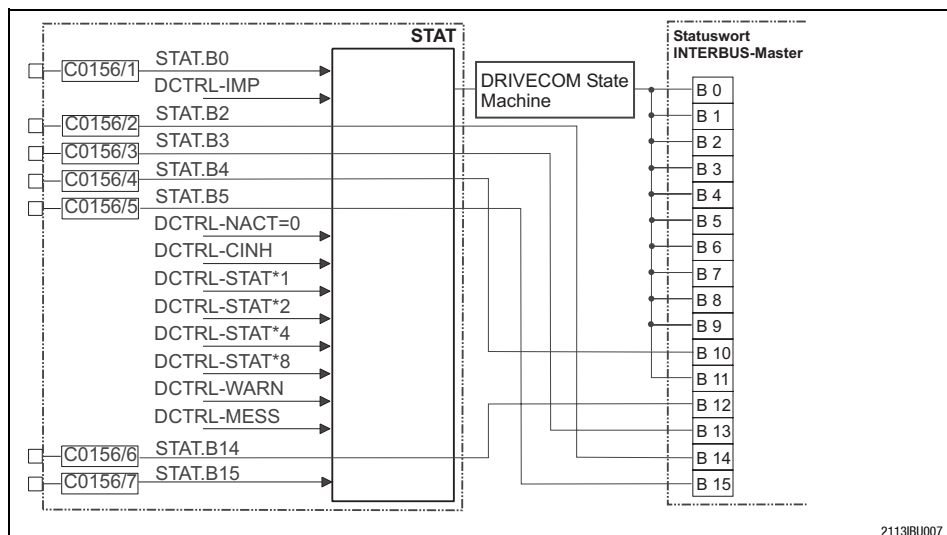 STAT
Statuswort
INTERBUS-Master
C0156/1
STAT.B0
DCTRL-IMP
C0156/2
STAT.B2
C0156/3
STAT.B3
C0156/4
STAT.B4
C0156/5
STAT.B5
DCTRL-NACT=0
DCTRL-CINH
DCTRL-STAT*1
DCTRL-STAT*2
DCTRL-STAT*4
DCTRL-STAT*8
DCTRL-WARN
DCTRL-MESS
C0156/6
STAT.B14
C0156/7
STAT.B15
DRIVECOM State
Machine
B 0
B 1
B 2
B 3
B 4
B 5
B 6
B 7
B 8
B 9
B 10
B 11
B 12
B 13
B 14
B 15
2113IBU007